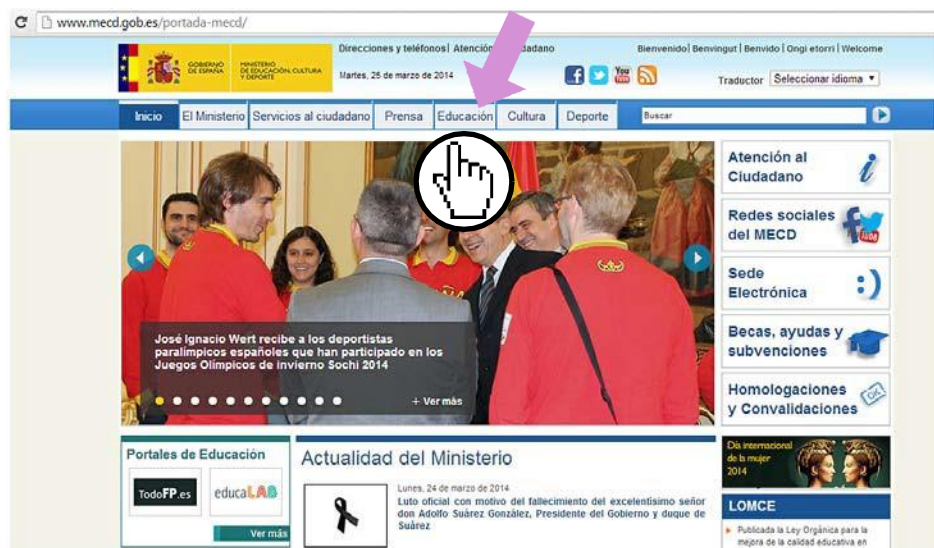 www.mecd.gob.es/portada-mecd/
GOBIERNO
DE ESPAÑA
MINISTERIO
DE EDUCACIÓN, CULTURA
Y DEPORTE
Direcciones y teléfonos| Atención
dadano
Bienvenido| Benvingut | Benvido | Ongi etorri | Welcome
Martes, 25 de marzo de 2014
You
Traductor Seleccionar idioma
Inicio El Ministerio Servicios al ciudadano Prensa Educación Cultura Deporte Buscar
José Ignacio Wert recibe a los deportistas
paralímpicos españoles que han participado en los
Juegos Olímpicos de Invierno Sochi 2014
+ Ver más
Atención al
Ciudadano
Redes sociales
del MECD
Sede
Electrónica
:)
Becas, ayudas y
subvenciones
Homologaciones
y Convalidaciones
OK
Portales de Educación
TodoFP.es
educaLAB
Ver más
Actualidad del Ministerio
Lunes, 24 de marzo de 2014
Luto oficial con motivo del fallecimiento del excelentísimo señor
don Adolfo Suárez González, Presidente del Gobierno y duque de
Suárez
Día internacional
de la mujer
2014
LOMCE
Publicada la Ley Orgánica para la
mejora de la calidad educativa en